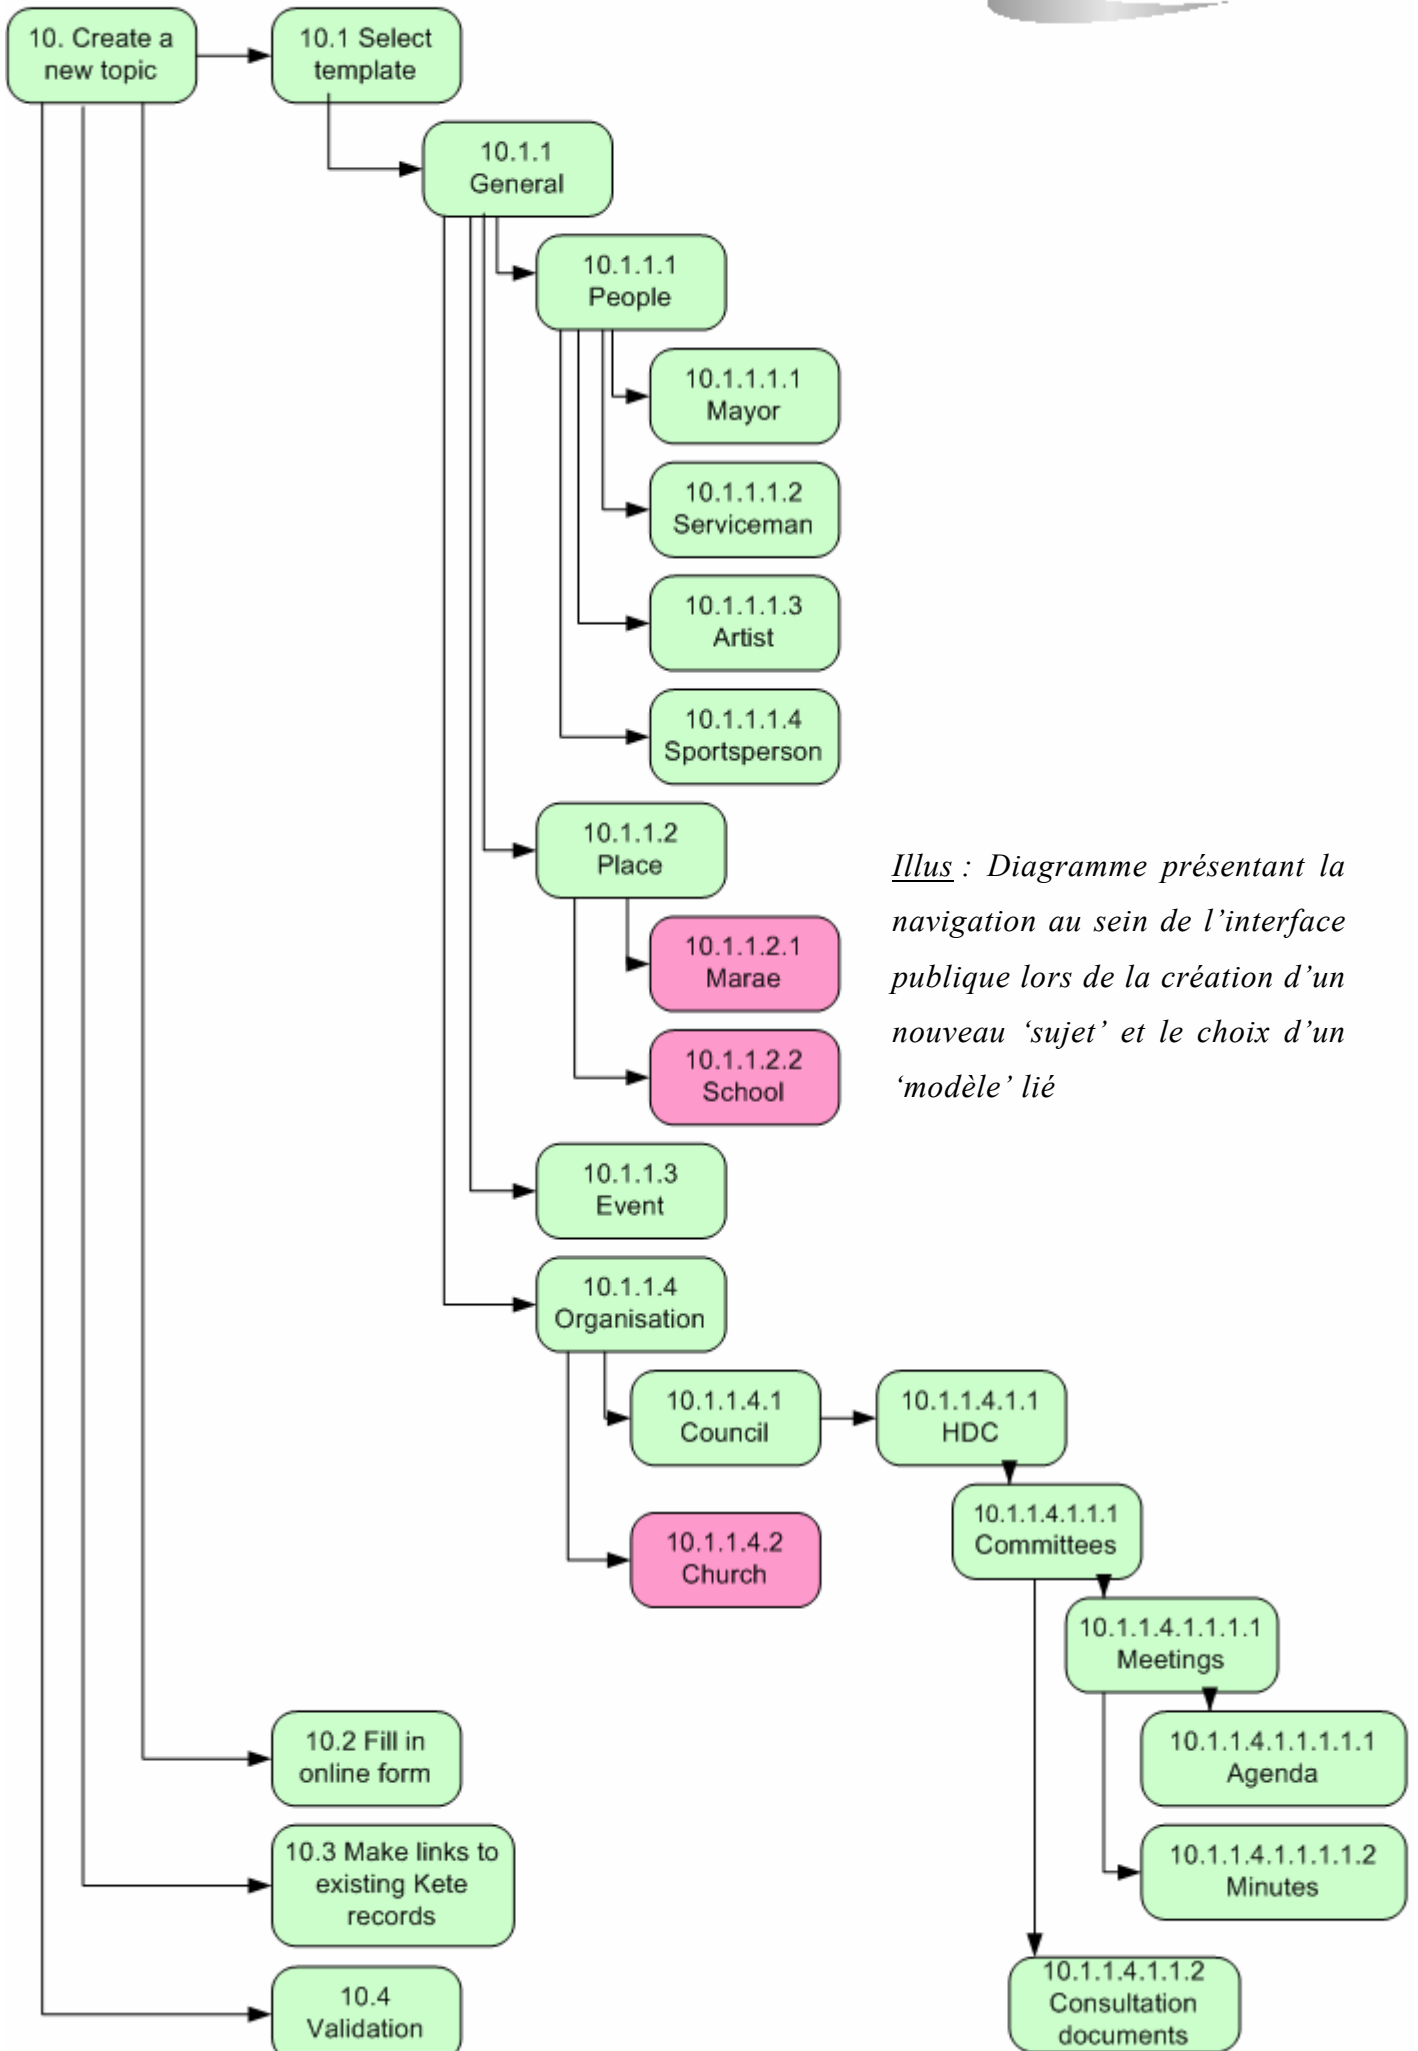 10. Create a
new topic
10.1 Select
template
10.1.1
General
10.1.1.1
People
10.1.1.1.1
Mayor
10.1.1.1.2
Serviceman
10.1.1.1.3
Artist
10.1.1.1.4
Sportsperson
10.1.1.2
Place
10.1.1.2.1
Marae
10.1.1.2.2
School
Illus : Diagramme présentant la
navigation au sein de l’interface
publique lors de la création d’un
nouveau ‘sujet’ et le choix d’un
‘modèle’ lié
10.1.1.3
Event
10.1.1.4
Organisation
10.1.1.4.1
Council
10.1.1.4.1.1
HDC
10.1.1.4.1.1.1
Committees
10.1.1.4.2
Church
10.1.1.4.1.1.1.1
Meetings
10.1.1.4.1.1.1.1.1
Agenda
10.1.1.4.1.1.1.1.2
Minutes
10.1.1.4.1.1.2
Consultation
documents
10.2 Fill in
online form
10.3 Make links to
existing Kete
records
10.4
Validation